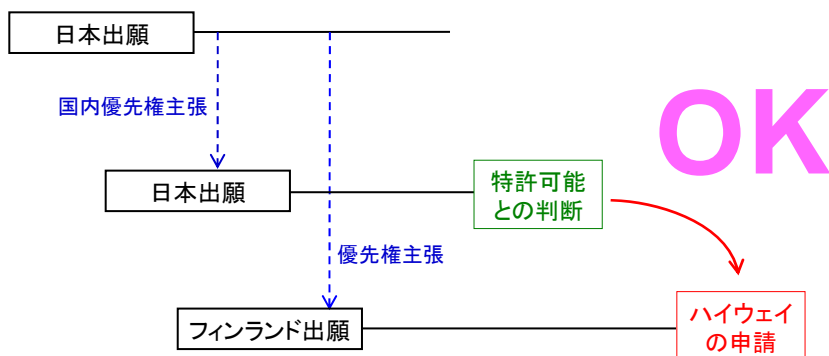 日本出願
国内優先権主張
OK
日本出願
特許可能
との判断
優先権主張
フィンランド出願
ハイウェイ
の申請